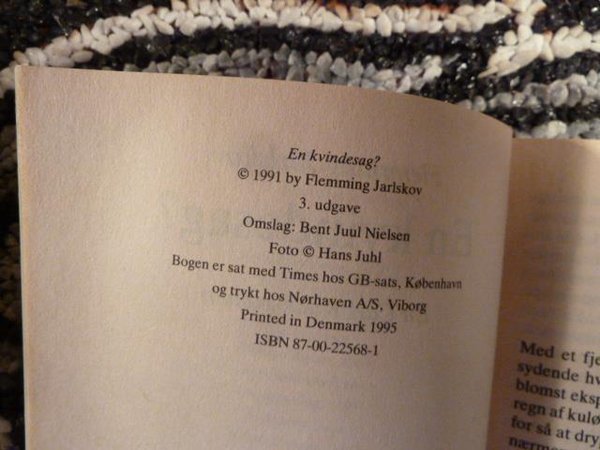 En kvindesag?
© 1991 by Flemming Jarlskov
3. udgave
Omslag: Bent Juul Nielsen
Foto © Hans Juhl
Bogen er sat med Times hos GB-sats, København
og trykt hos Nørhaven A/S, Viborg
Printed in Denmark 1995
ISBN 87-00-22568-1
Med et fje
sydende hv
blomst eksp
regn af kulø
for så at dry